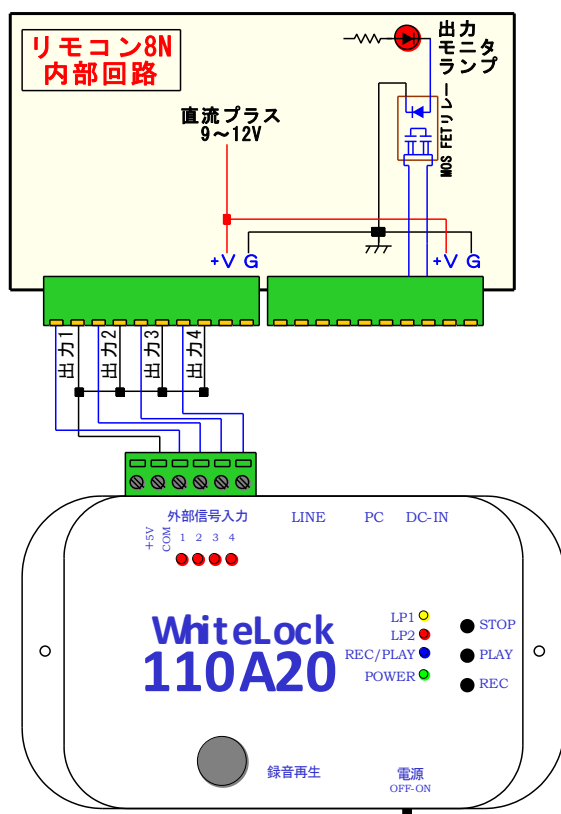 リモコン8N
内部回路
出力
モニタ
ランプ
直流プラス
9～12V
MOS FETリレー
+V G
+V G
出力1
出力2
出力3
出力4
外部信号入力
LINE
PC
DC-IN
+5V
COM
1 2 3 4
WhiteLock
110A20
LP1
LP2
REC/PLAY
POWER
STOP
PLAY
REC
録音再生
電源
OFF-ON